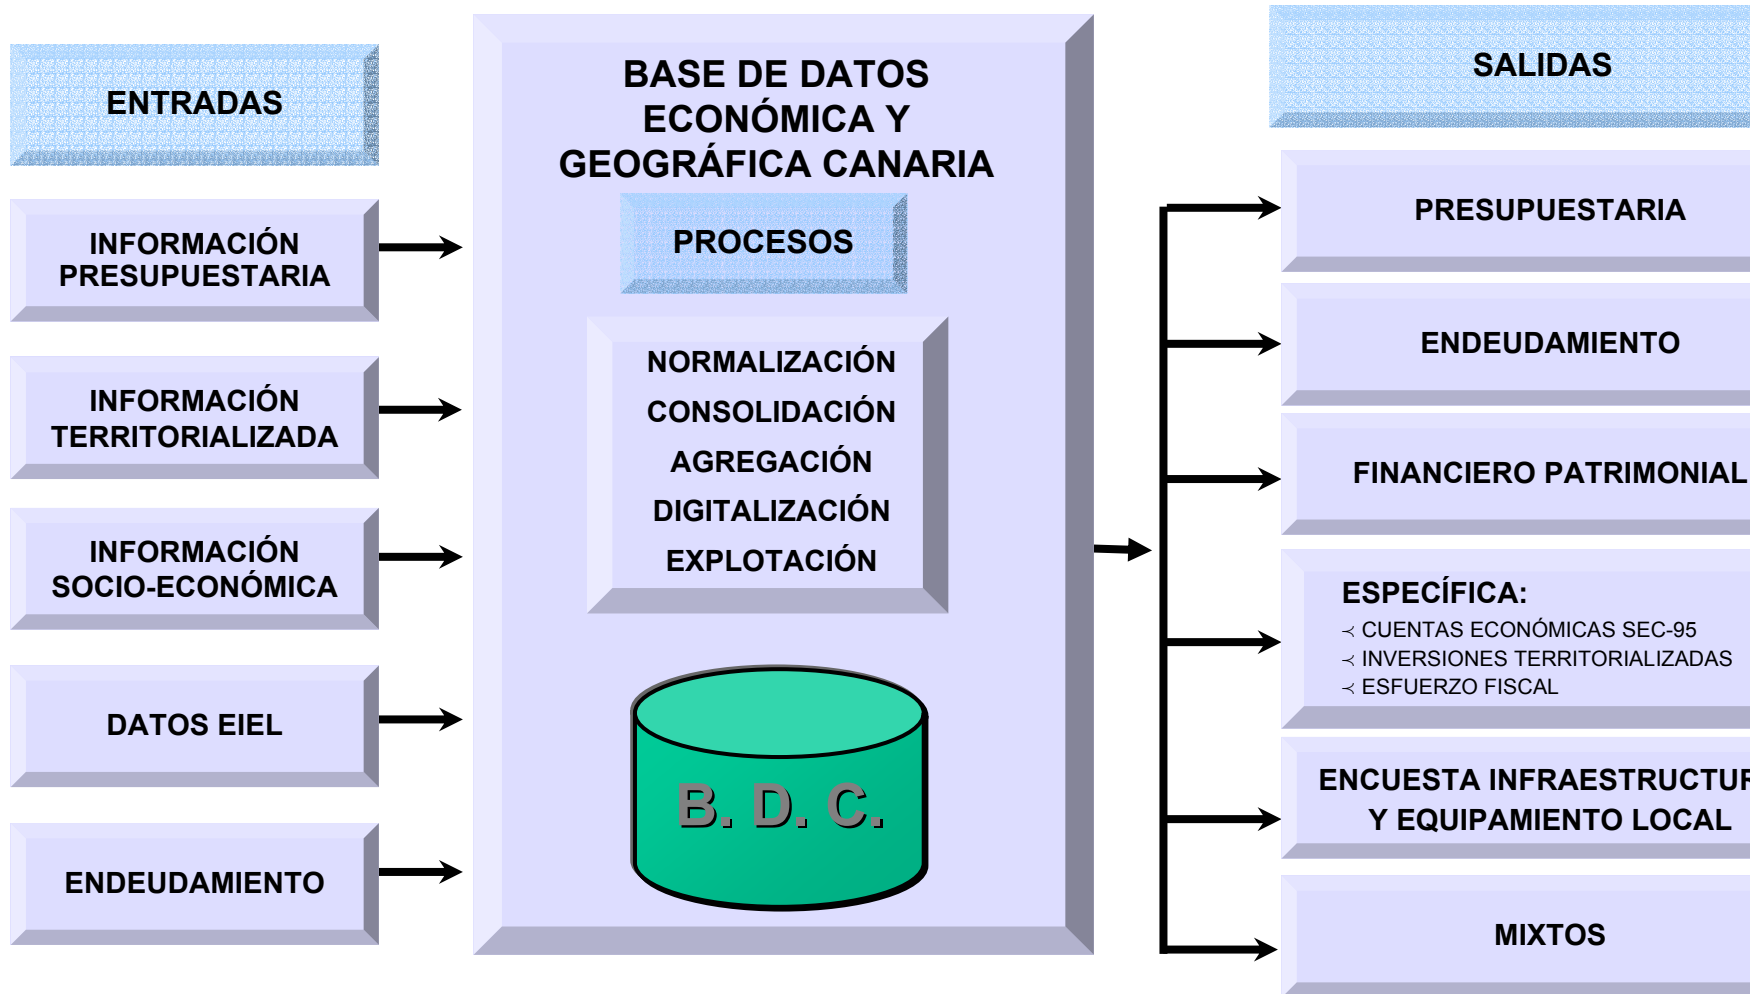 ENTRADAS
INFORMACIÓN
PRESUPUESTARIA
INFORMACIÓN
TERRITORIALIZADA
INFORMACIÓN
SOCIO-ECONÓMICA
DATOS EIEL
ENDEUDAMIENTO
BASE DE DATOS
ECONÓMICA Y
GEOGRÁFICA CANARIA
PROCESOS
NORMALIZACIÓN
CONSOLIDACIÓN
AGREGACIÓN
DIGITALIZACIÓN
EXPLOTACIÓN
B. D. C.
SALIDAS
PRESUPUESTARIA
ENDEUDAMIENTO
FINANCIERO PATRIMONIAL
ESPECÍFICA:
≺ CUENTAS ECONÓMICAS SEC-95
≺ INVERSIONES TERRITORIALIZADAS
≺ ESFUERZO FISCAL
ENCUESTA INFRAESTRUCTUR
Y EQUIPAMIENTO LOCAL
MIXTOS